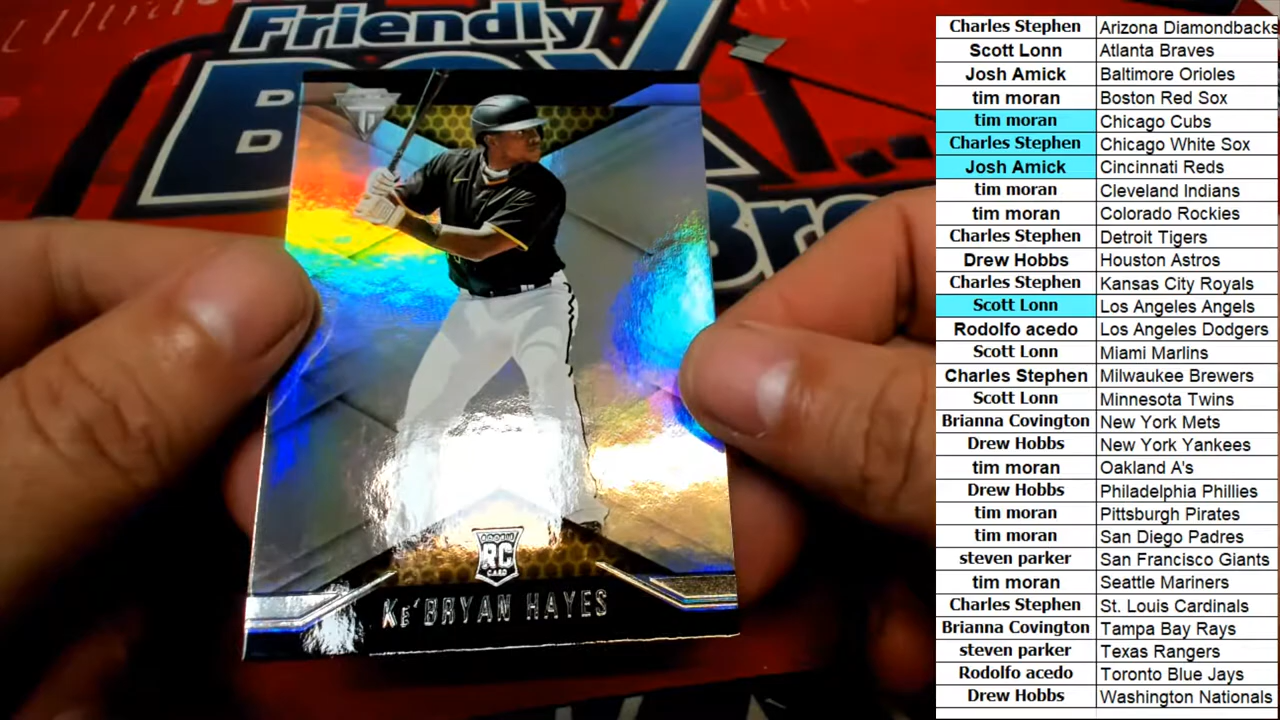 Friendly
BOX
D
D
Bre
ROOKIE
RC
CARD
Ke'BRYAN HAYES
Charles Stephen Arizona Diamondbacks
Scott Lonn Atlanta Braves
Josh Amick Baltimore Orioles
tim moran Boston Red Sox
tim moran Chicago Cubs
Charles Stephen Chicago White Sox
Josh Amick Cincinnati Reds
tim moran Cleveland Indians
tim moran Colorado Rockies
Charles Stephen Detroit Tigers
Drew Hobbs Houston Astros
Charles Stephen Kansas City Royals
Scott Lonn Los Angeles Angels
Rodolfo acedo Los Angeles Dodgers
Scott Lonn Miami Marlins
Charles Stephen Milwaukee Brewers
Scott Lonn Minnesota Twins
Brianna Covington New York Mets
Drew Hobbs New York Yankees
tim moran Oakland A's
Drew Hobbs Philadelphia Phillies
tim moran Pittsburgh Pirates
tim moran San Diego Padres
steven parker San Francisco Giants
tim moran Seattle Mariners
Charles Stephen St. Louis Cardinals
Brianna Covington Tampa Bay Rays
steven parker Texas Rangers
Rodolfo acedo Toronto Blue Jays
Drew Hobbs Washington Nationals